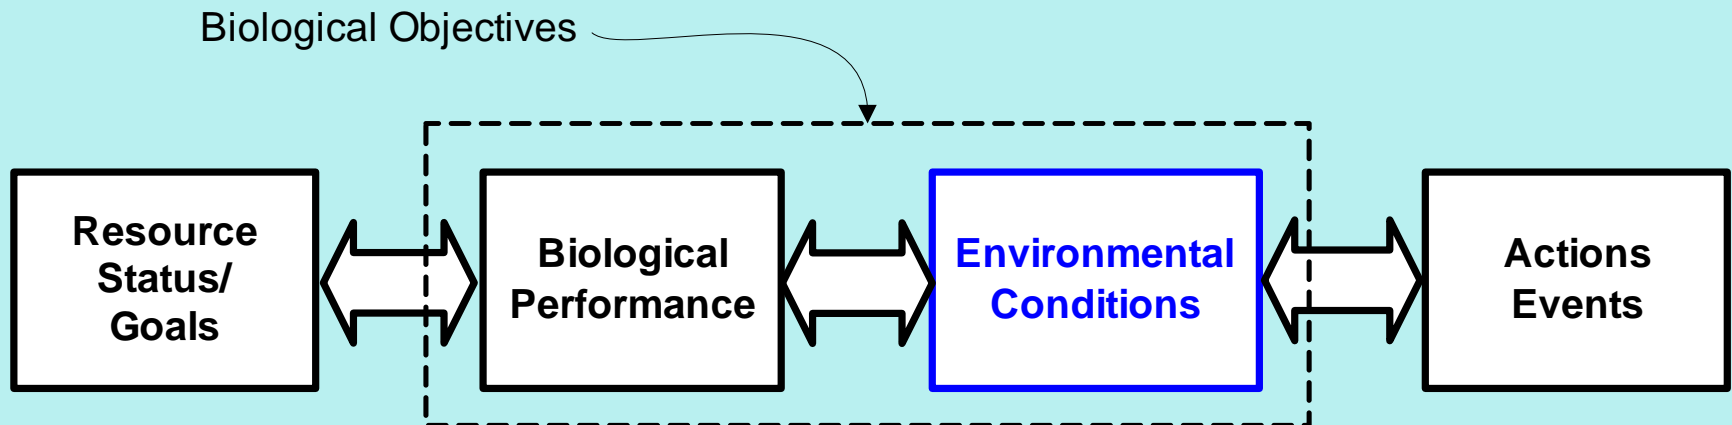 Biological Objectives
Resource
Status/
Goals
Biological
Performance
Environmental
Conditions
Actions
Events